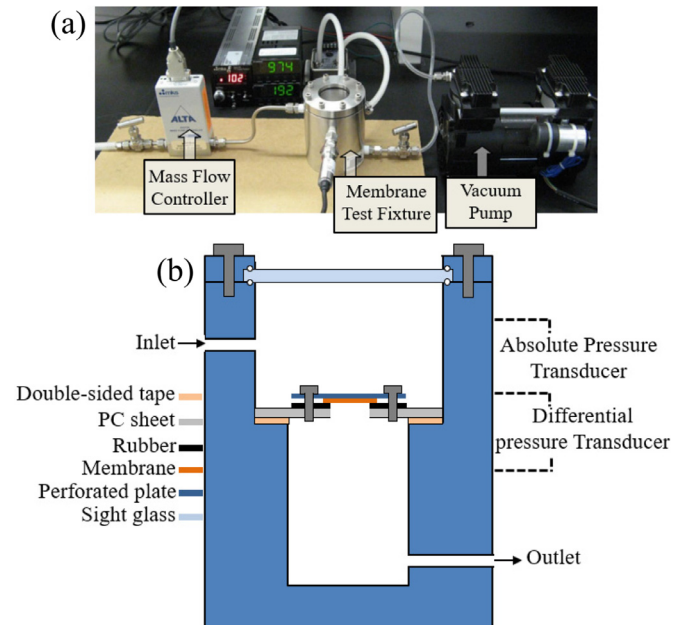 (a)
102
974
192
ALTA
Mass Flow
Controller
Membrane
Test Fixture
Vacuum
Pump
(b)
Inlet
Absolute Pressure
Transducer
Double-sided tape
PC sheet
Rubber
Membrane
Perforated plate
Sight glass
Differential
pressure Transducer
Outlet